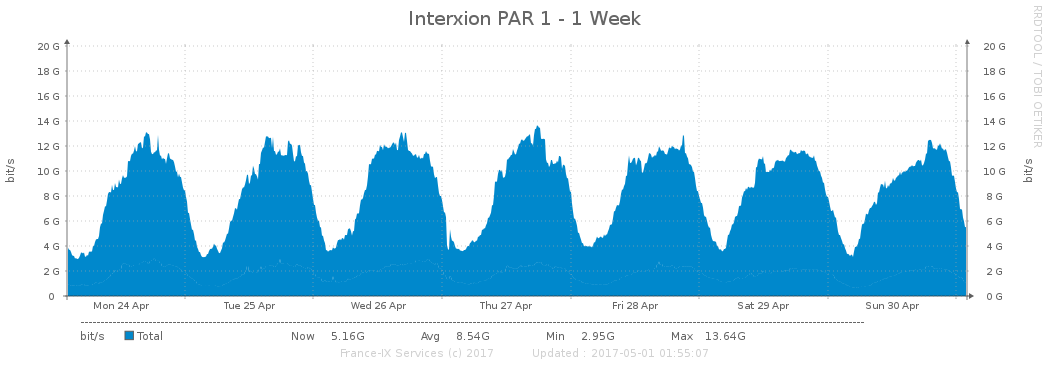 Interxion PAR 1 - 1 Week
RRDTOOL / TOBI OETIKER
20 G 20 G
18 G 18 G
16 G 16 G
14 G 14 G
12 G 12 G
10 G 10 G
8 G 8 G
6 G 6 G
4 G 4 G
2 G 2 G
0 0 G
bit/s
bit/s
Mon 24 Apr Tue 25 Apr Wed 26 Apr Thu 27 Apr Fri 28 Apr Sat 29 Apr Sun 30 Apr
bit/s Total Now 5.16G Avg 8.54G Min 2.95G Max 13.64G
France-IX Services (c) 2017 Updated : 2017-05-01 01:55:07